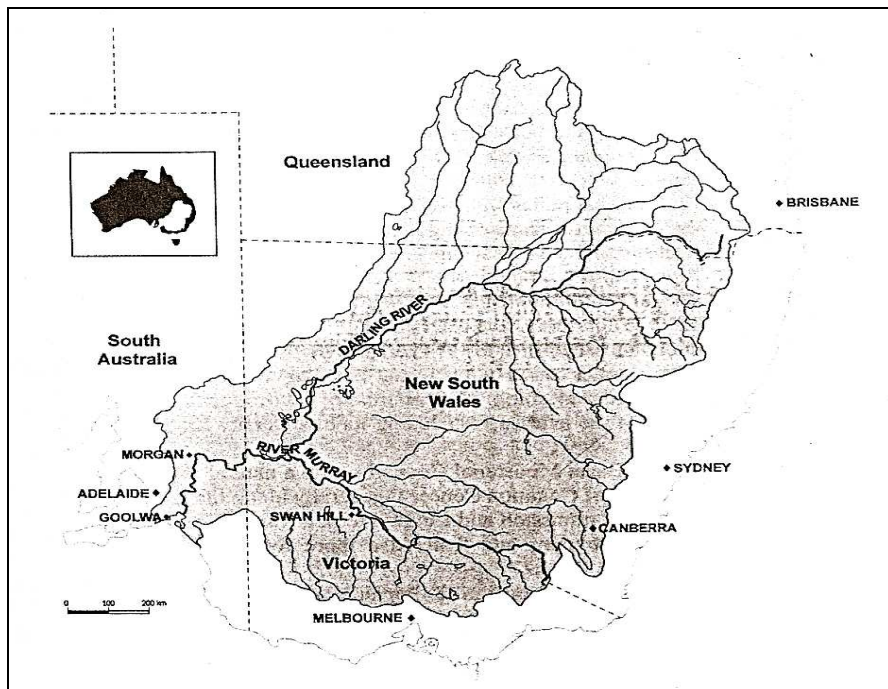 Queensland
BRISBANE
DARLING RIVER
South
Australia
New South
Wales
MORGAN
RIVER MURRAY
SYDNEY
ADELAIDE
GOOLWA
SWAN HILL
CANBERRA
Victoria
0 100 200 km
MELBOURNE